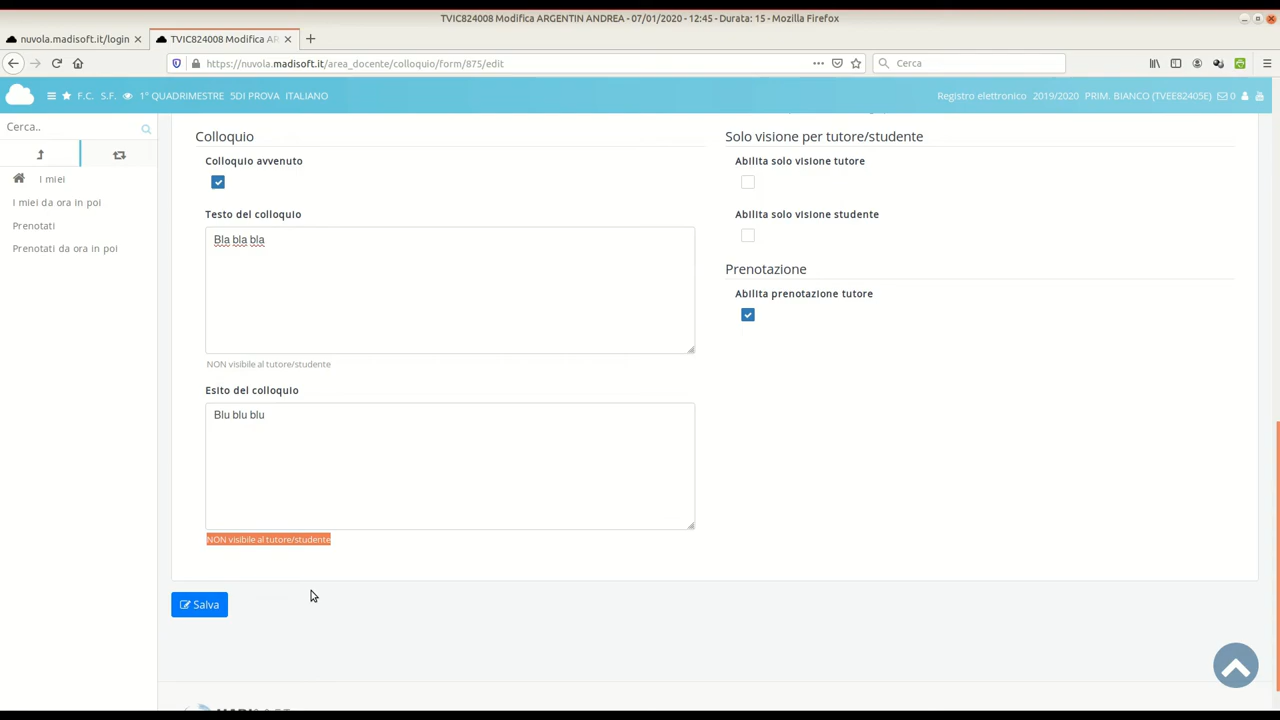 TVIC824008 Modifica ARGENTIN ANDREA - 07/01/2020 - 12:45 - Durata: 15 - Mozilla Firefox
nuvola.madisoft.it/login
TVIC824008 Modifica AR
https://nuvola.madisoft.it/area_docente/colloquio/form/875/edit
Cerca
F.C. S.F. 1° QUADRIMESTRE 5DI PROVA ITALIANO
Registro elettronico 2019/2020 PRIM. BIANCO (TVEE82405E) 0
Cerca..
I miei
I miei da ora in poi
Prenotati
Prenotati da ora in poi
Colloquio
Colloquio avvenuto
Testo del colloquio
Bla bla bla
NON visibile al tutore/studente
Esito del colloquio
Blu blu blu
NON visibile al tutore/studente
Solo visione per tutore/studente
Abilita solo visione tutore
Abilita solo visione studente
Prenotazione
Abilita prenotazione tutore
Salva